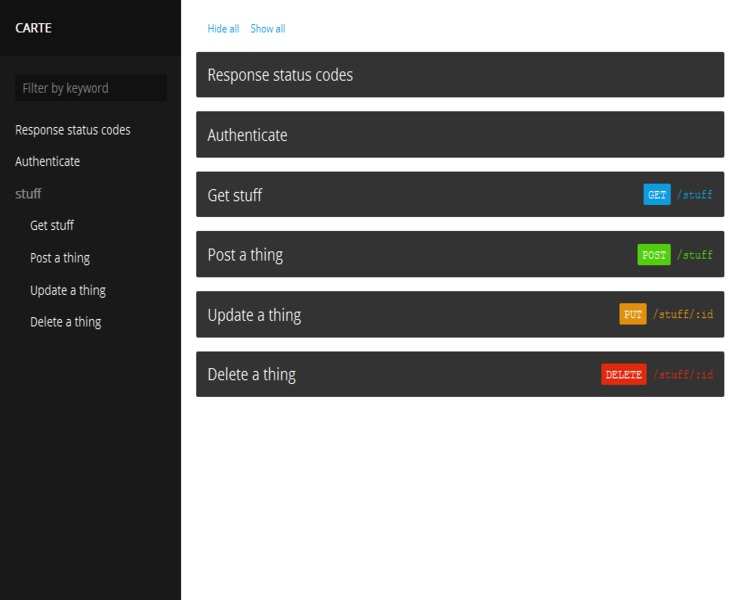 CARTE
Filter by keyword
Response status codes
Authenticate
stuff
Get stuff
Post a thing
Update a thing
Delete a thing
Hide all Show all
Response status codes
Authenticate
Get stuff GET /stuff
Post a thing POST /stuff
Update a thing PUT /stuff/:id
Delete a thing DELETE /stuff/:id